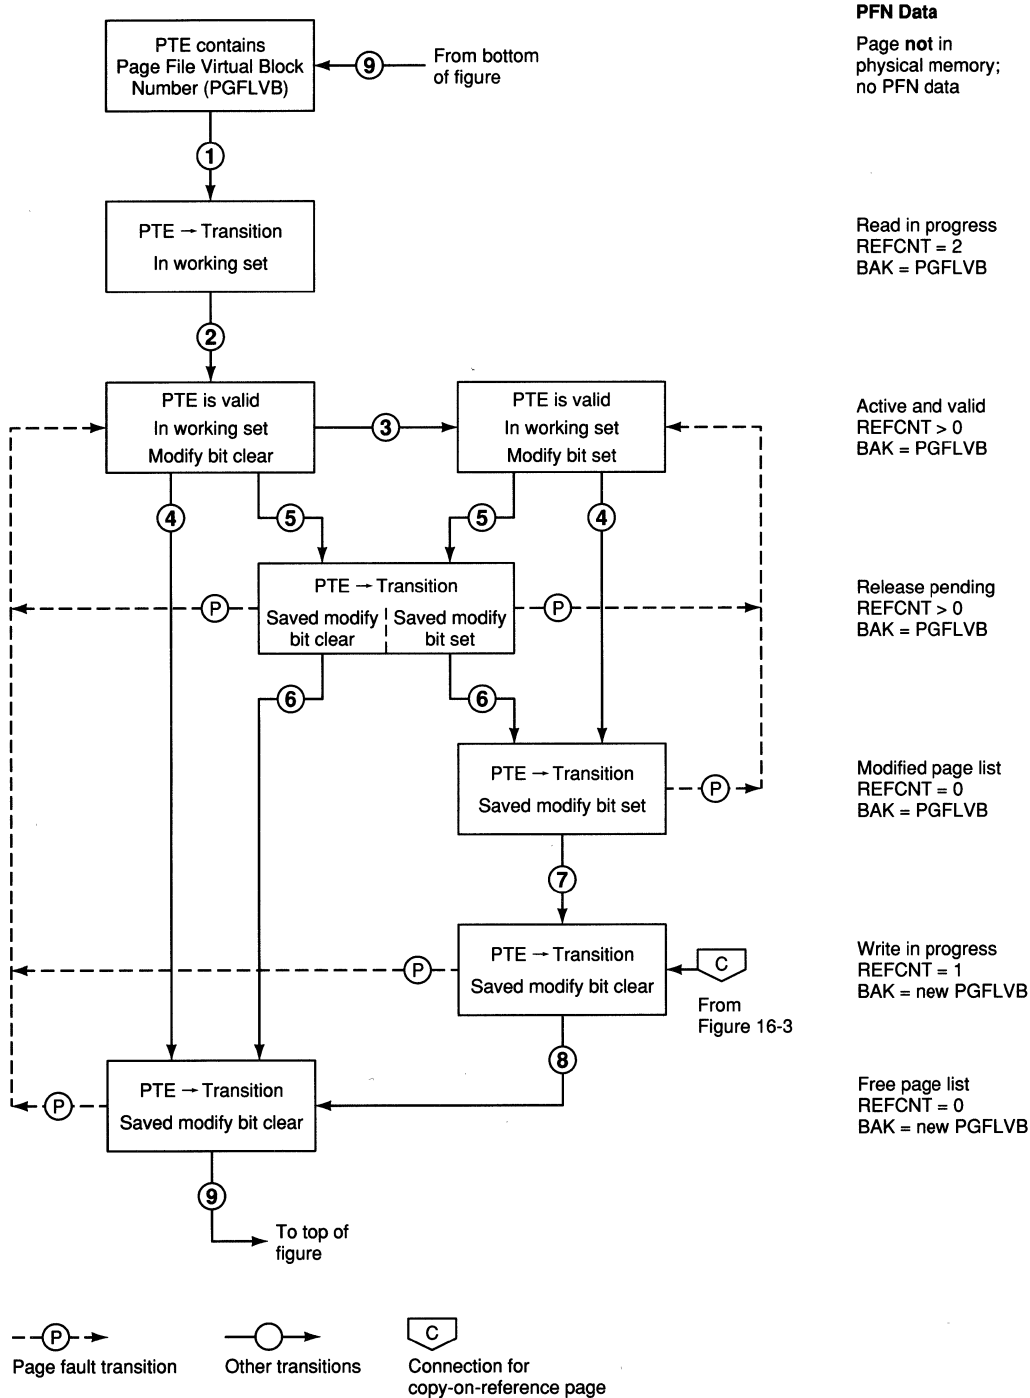 PFN Data
PTE contains
Page File Virtual Block
Number (PGFLVB)
9
From bottom
of figure
Page not in
physical memory;
no PFN data
1
PTE → Transition
In working set
Read in progress
REFCNT = 2
BAK = PGFLVB
2
PTE is valid
In working set
Modify bit clear
3
PTE is valid
In working set
Modify bit set
Active and valid
REFCNT > 0
BAK = PGFLVB
4
5
5
4
PTE → Transition
Saved modify
bit clear
Saved modify
bit set
P
P
Release pending
REFCNT > 0
BAK = PGFLVB
6
6
PTE → Transition
Saved modify bit set
P
Modified page list
REFCNT = 0
BAK = PGFLVB
7
P
PTE → Transition
Saved modify bit clear
C
From
Figure 16-3
Write in progress
REFCNT = 1
BAK = new PGFLVB
8
P
PTE → Transition
Saved modify bit clear
Free page list
REFCNT = 0
BAK = new PGFLVB
9
To top of
figure
P
Page fault transition
Other transitions
C
Connection for
copy-on-reference page